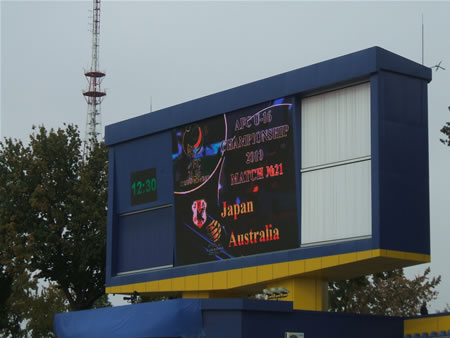 12:30
AFC U-16
CHAMPIONSHIP
2010
MATCH №21
Japan
Australia